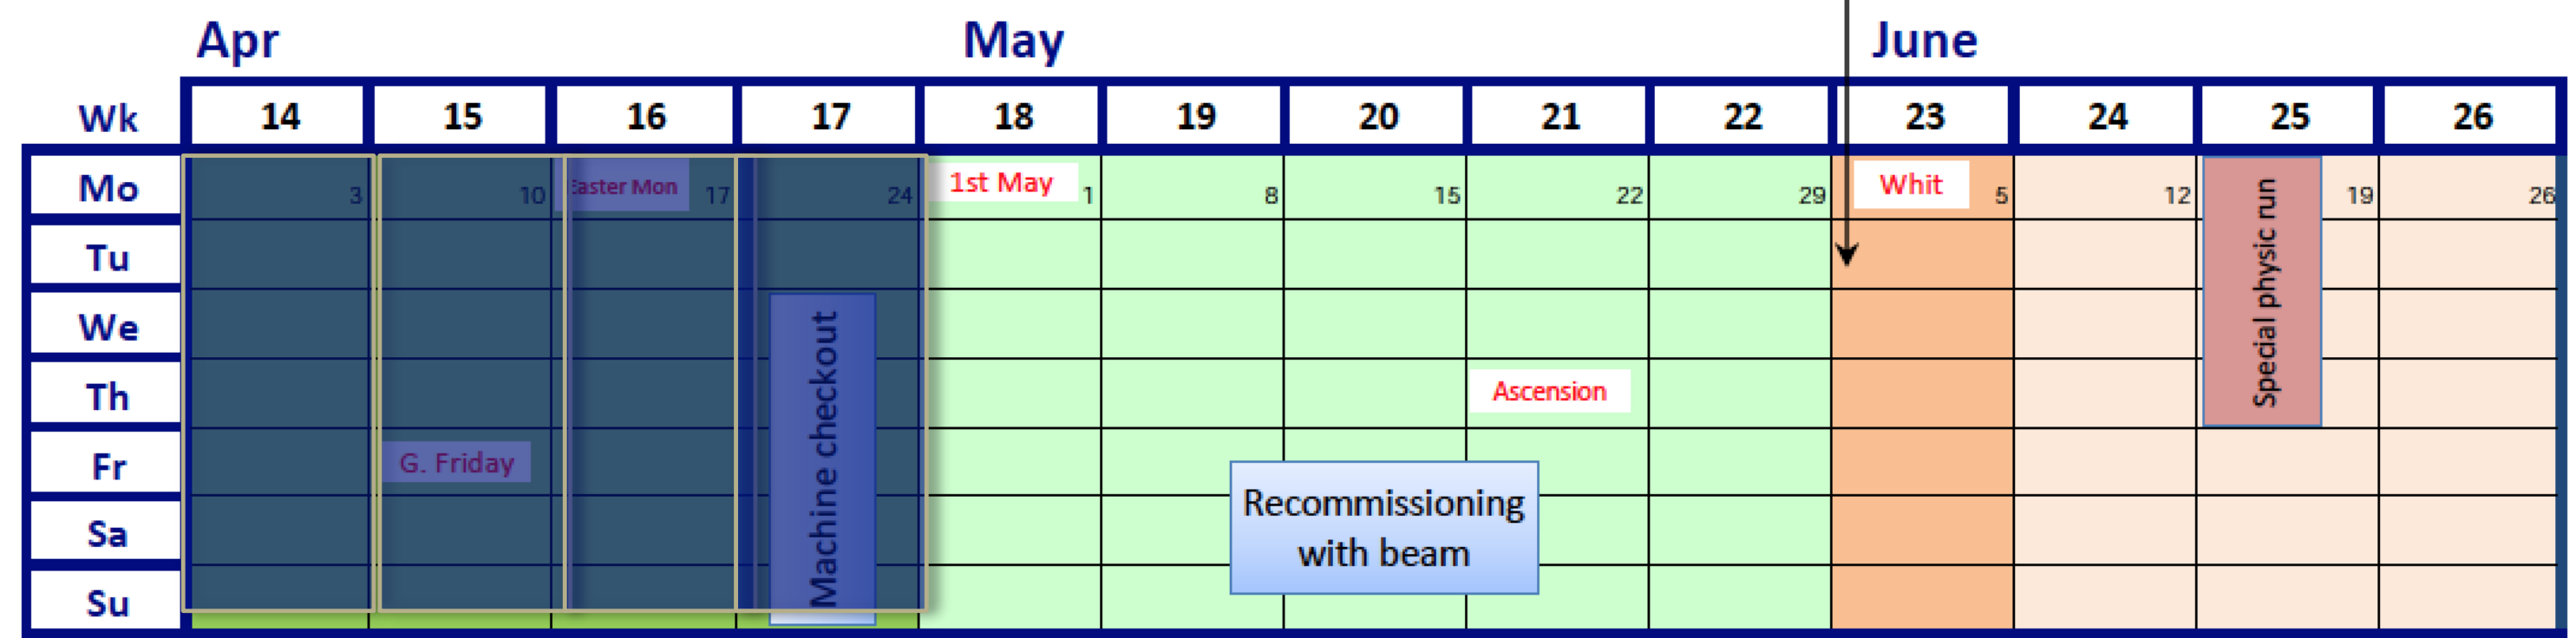 Apr May June
Wk 14 15 16 17 18 19 20 21 22 23 24 25 26
Mo 3 10 Easter Mon 17 24 1st May 1 8 15 22 29 Whit 5 12 19 26
Tu
We
Th Ascension
Fr G. Friday
Sa
Su
Machine checkout
Recommissioning
with beam
Special physic run